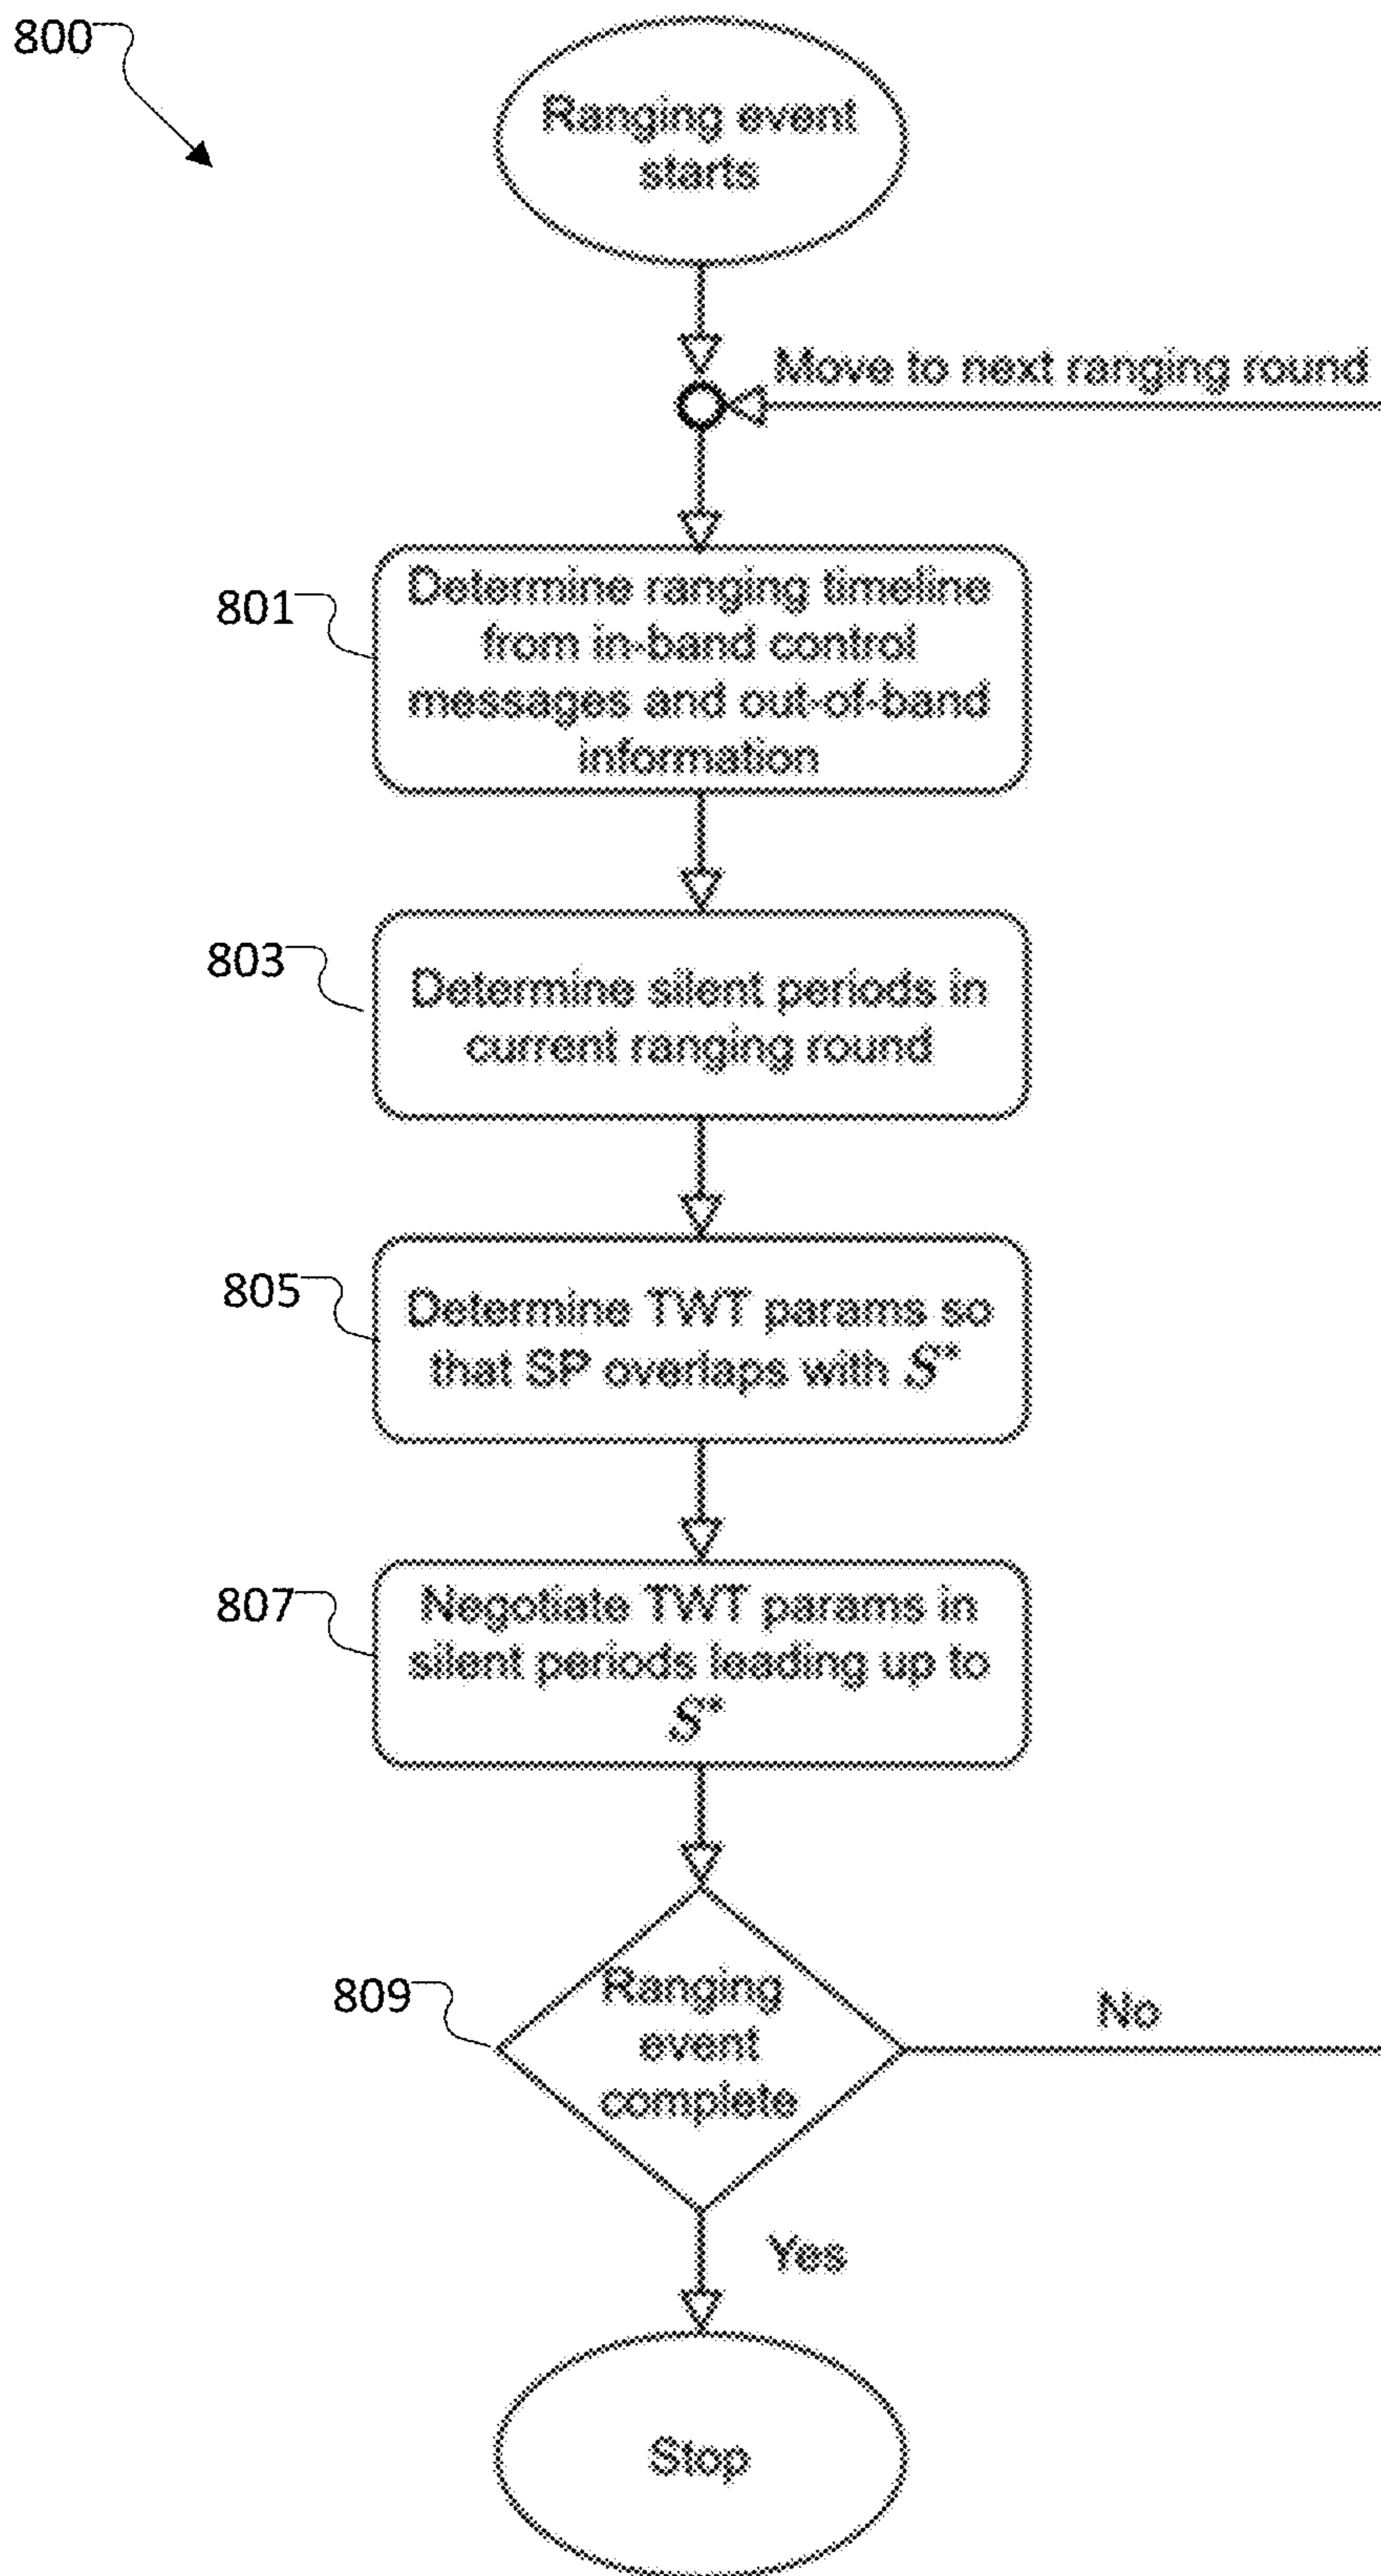 800
Ranging event
starts
Move to next ranging round
801
Determine ranging timeline
from in-band control
messages and out-of-band
information
803
Determine silent periods in
current ranging round
805
Determine TWT params so
that SP overlaps with S*
807
Negotiate TWT params in
silent periods leading up to
S*
809
Ranging
event
complete
No
Yes
Stop